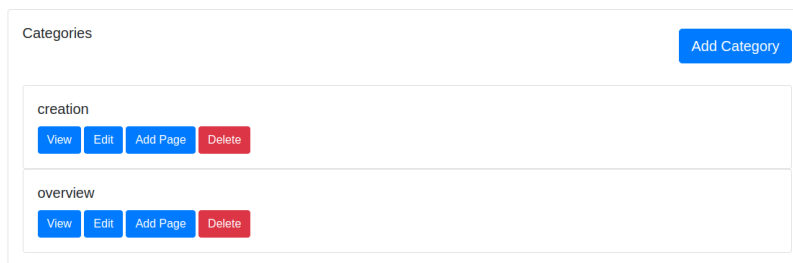 Categories
Add Category
creation
View Edit Add Page Delete
overview
View Edit Add Page Delete